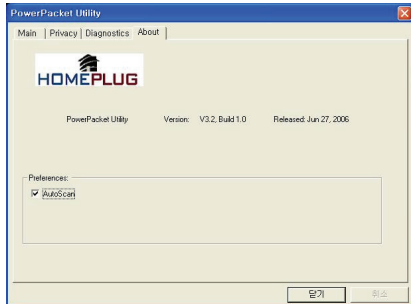 PowerPacket Utility
Main Privacy Diagnostics About
HOMEPLUG
PowerPacket Utility Version: V3.2, Build 1.0 Released: Jun 27, 2006
Preferences:
AutoScan
닫기 취소